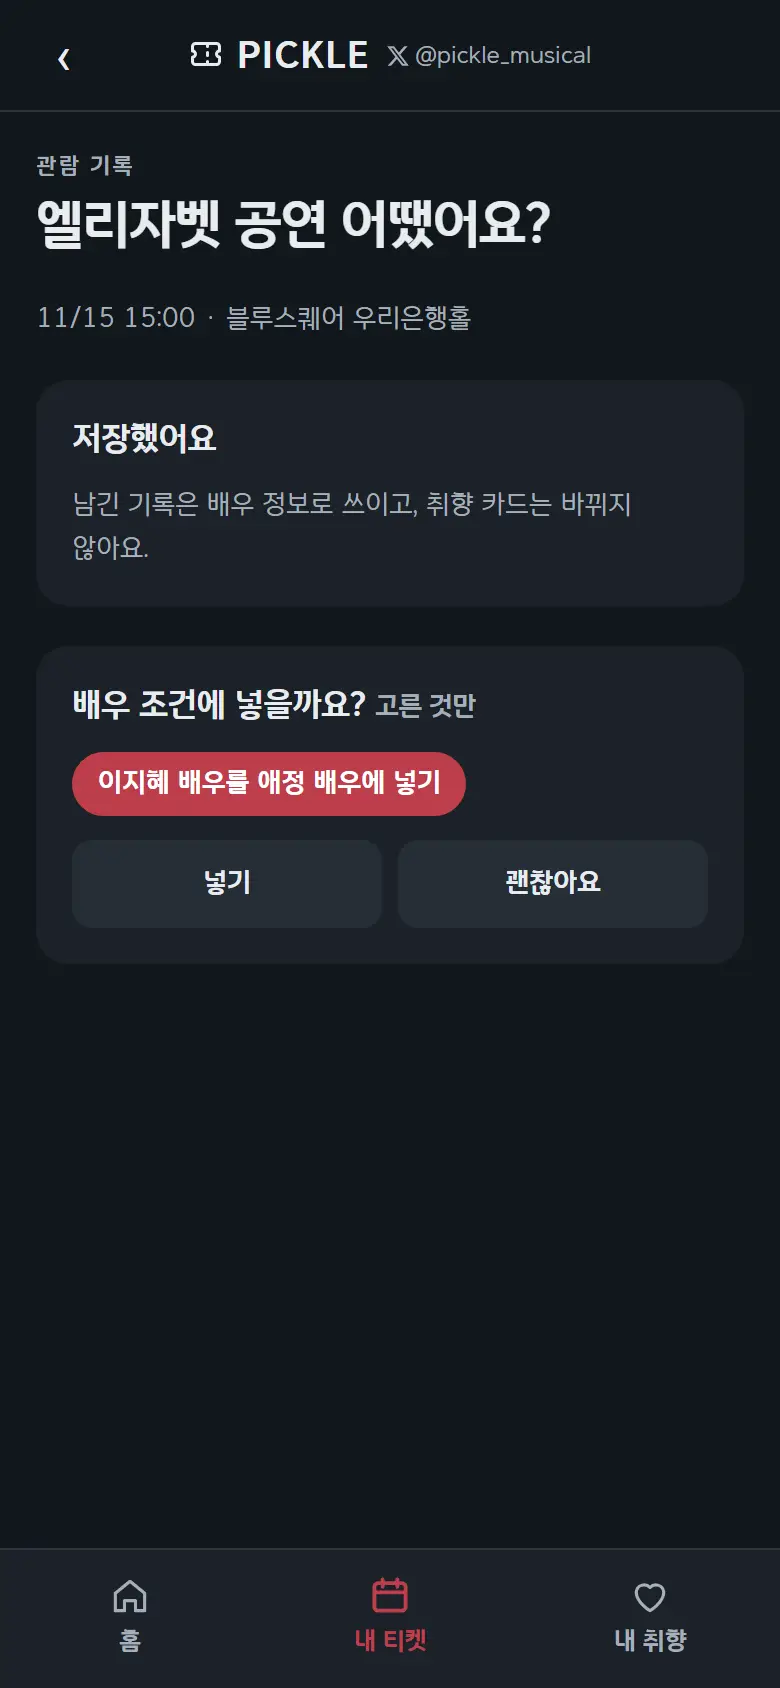 ‹
PICKLE 𝕏 @pickle_musical
관람 기록
엘리자벳 공연 어땠어요?
11/15 15:00 · 블루스퀘어 우리은행홀
저장했어요
남긴 기록은 배우 정보로 쓰이고, 취향 카드는 바뀌지
않아요.
배우 조건에 넣을까요? 고른 것만
이지혜 배우를 애정 배우에 넣기
넣기 괜찮아요
홈 내 티켓 내 취향